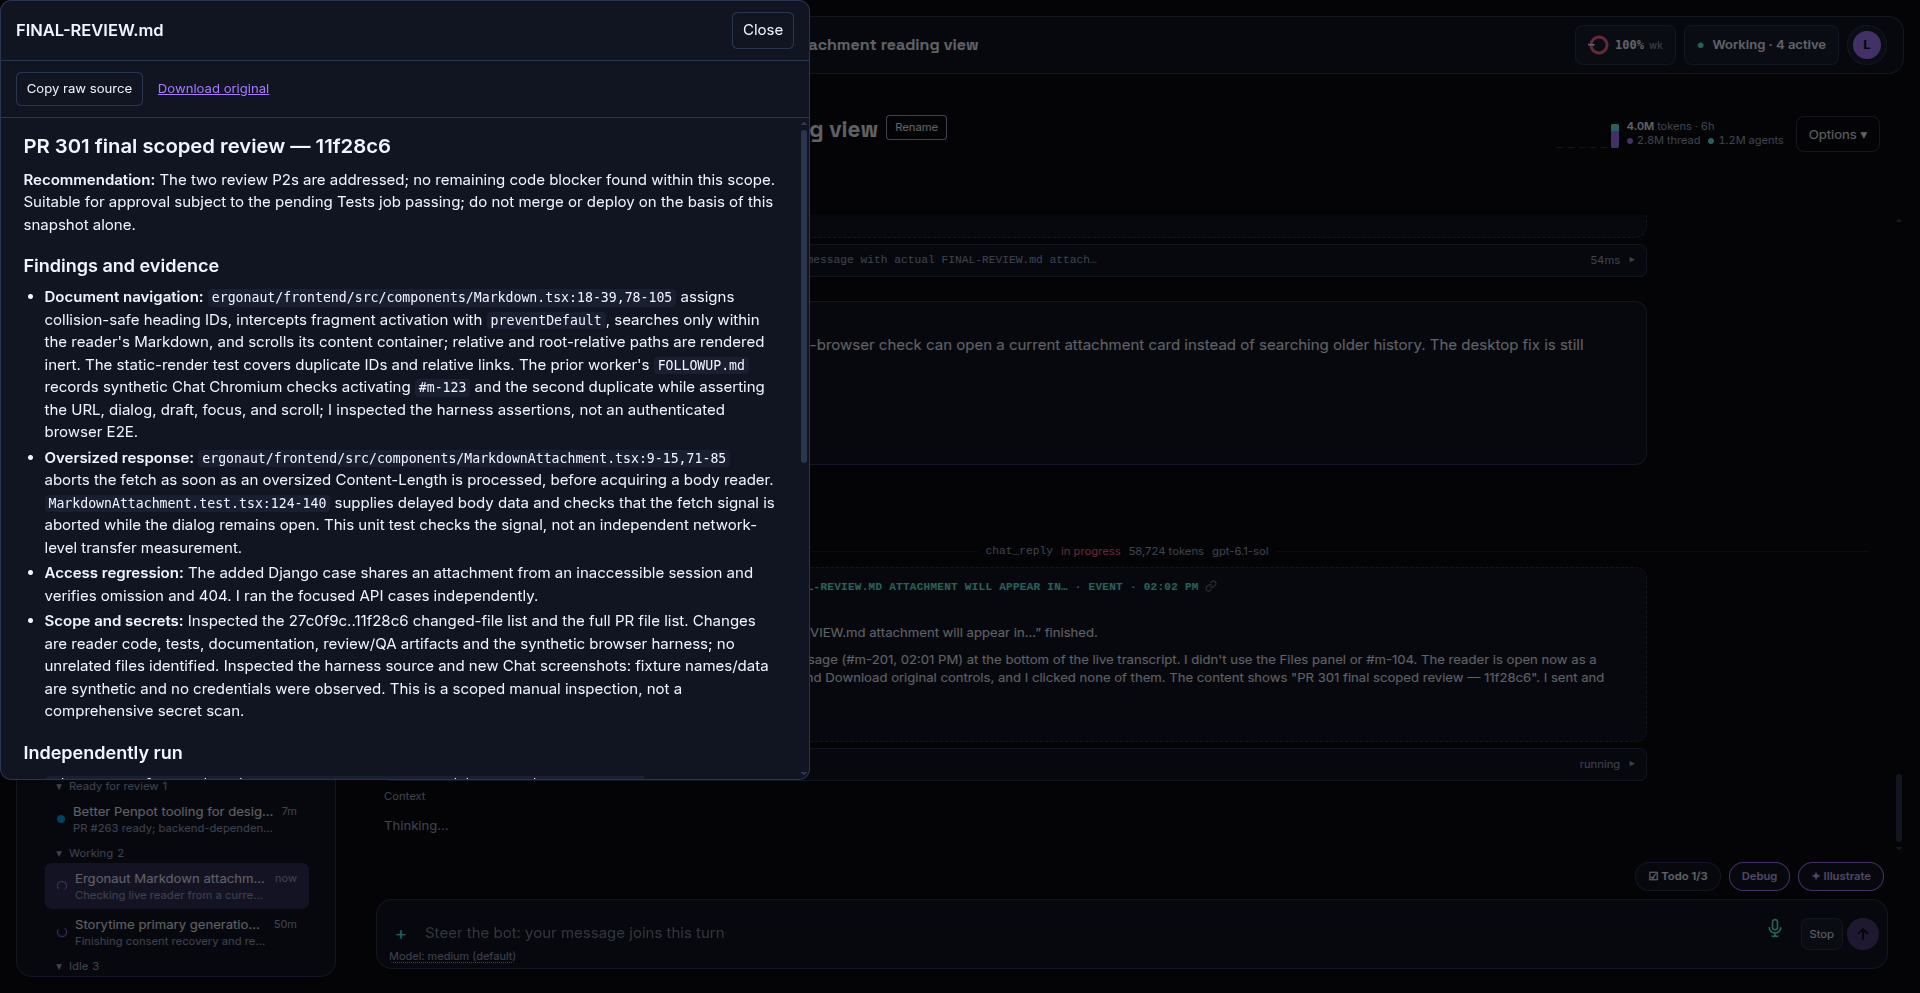 FINAL-REVIEW.md
Close
Copy raw source
Download original
PR 301 final scoped review — 11f28c6
Recommendation: The two review P2s are addressed; no remaining code blocker found within this scope.
Suitable for approval subject to the pending Tests job passing; do not merge or deploy on the basis of this
snapshot alone.
Findings and evidence
• Document navigation: ergonaut/frontend/src/components/Markdown.tsx:18-39,78-105 assigns
collision-safe heading IDs, intercepts fragment activation with preventDefault, searches only within
the reader's Markdown, and scrolls its content container; relative and root-relative paths are rendered
inert. The static-render test covers duplicate IDs and relative links. The prior worker's FOLLOWUP.md
records synthetic Chat Chromium checks activating #m-123 and the second duplicate while asserting
the URL, dialog, draft, focus, and scroll; I inspected the harness assertions, not an authenticated
browser E2E.
• Oversized response: ergonaut/frontend/src/components/MarkdownAttachment.tsx:9-15,71-85
aborts the fetch as soon as an oversized Content-Length is processed, before acquiring a body reader.
MarkdownAttachment.test.tsx:124-140 supplies delayed body data and checks that the fetch signal is
aborted while the dialog remains open. This unit test checks the signal, not an independent network-
level transfer measurement.
• Access regression: The added Django case shares an attachment from an inaccessible session and
verifies omission and 404. I ran the focused API cases independently.
• Scope and secrets: Inspected the 27c0f9c..11f28c6 changed-file list and the full PR file list. Changes
are reader code, tests, documentation, review/QA artifacts and the synthetic browser harness; no
unrelated files identified. Inspected the harness source and new Chat screenshots: fixture names/data
are synthetic and no credentials were observed. This is a scoped manual inspection, not a
comprehensive secret scan.
Independently run
achment reading view
100% wk
Working · 4 active
L
g view
Rename
4.0M tokens · 6h
2.8M thread
1.2M agents
Options ▾
message with actual FINAL-REVIEW.md attach…
54ms ▸
-browser check can open a current attachment card instead of searching older history. The desktop fix is still
chat_reply in progress 58,724 tokens gpt-6.1-sol
L-REVIEW.MD ATTACHMENT WILL APPEAR IN… · EVENT · 02:02 PM
VIEW.md attachment will appear in…” finished.
sage (#m-201, 02:01 PM) at the bottom of the live transcript. I didn't use the Files panel or #m-104. The reader is open now as a
nd Download original controls, and I clicked none of them. The content shows "PR 301 final scoped review — 11f28c6". I sent and
running ▸
Context
Thinking...
▾ Ready for review 1
Better Penpot tooling for desig... 7m
PR #263 ready; backend-dependen...
▾ Working 2
Ergonaut Markdown attachm... now
Checking live reader from a curre...
Storytime primary generatio... 50m
Finishing consent recovery and re...
▾ Idle 3
☑ Todo 1/3
Debug
✦ Illustrate
+ Steer the bot: your message joins this turn
Stop
Model: medium (default)